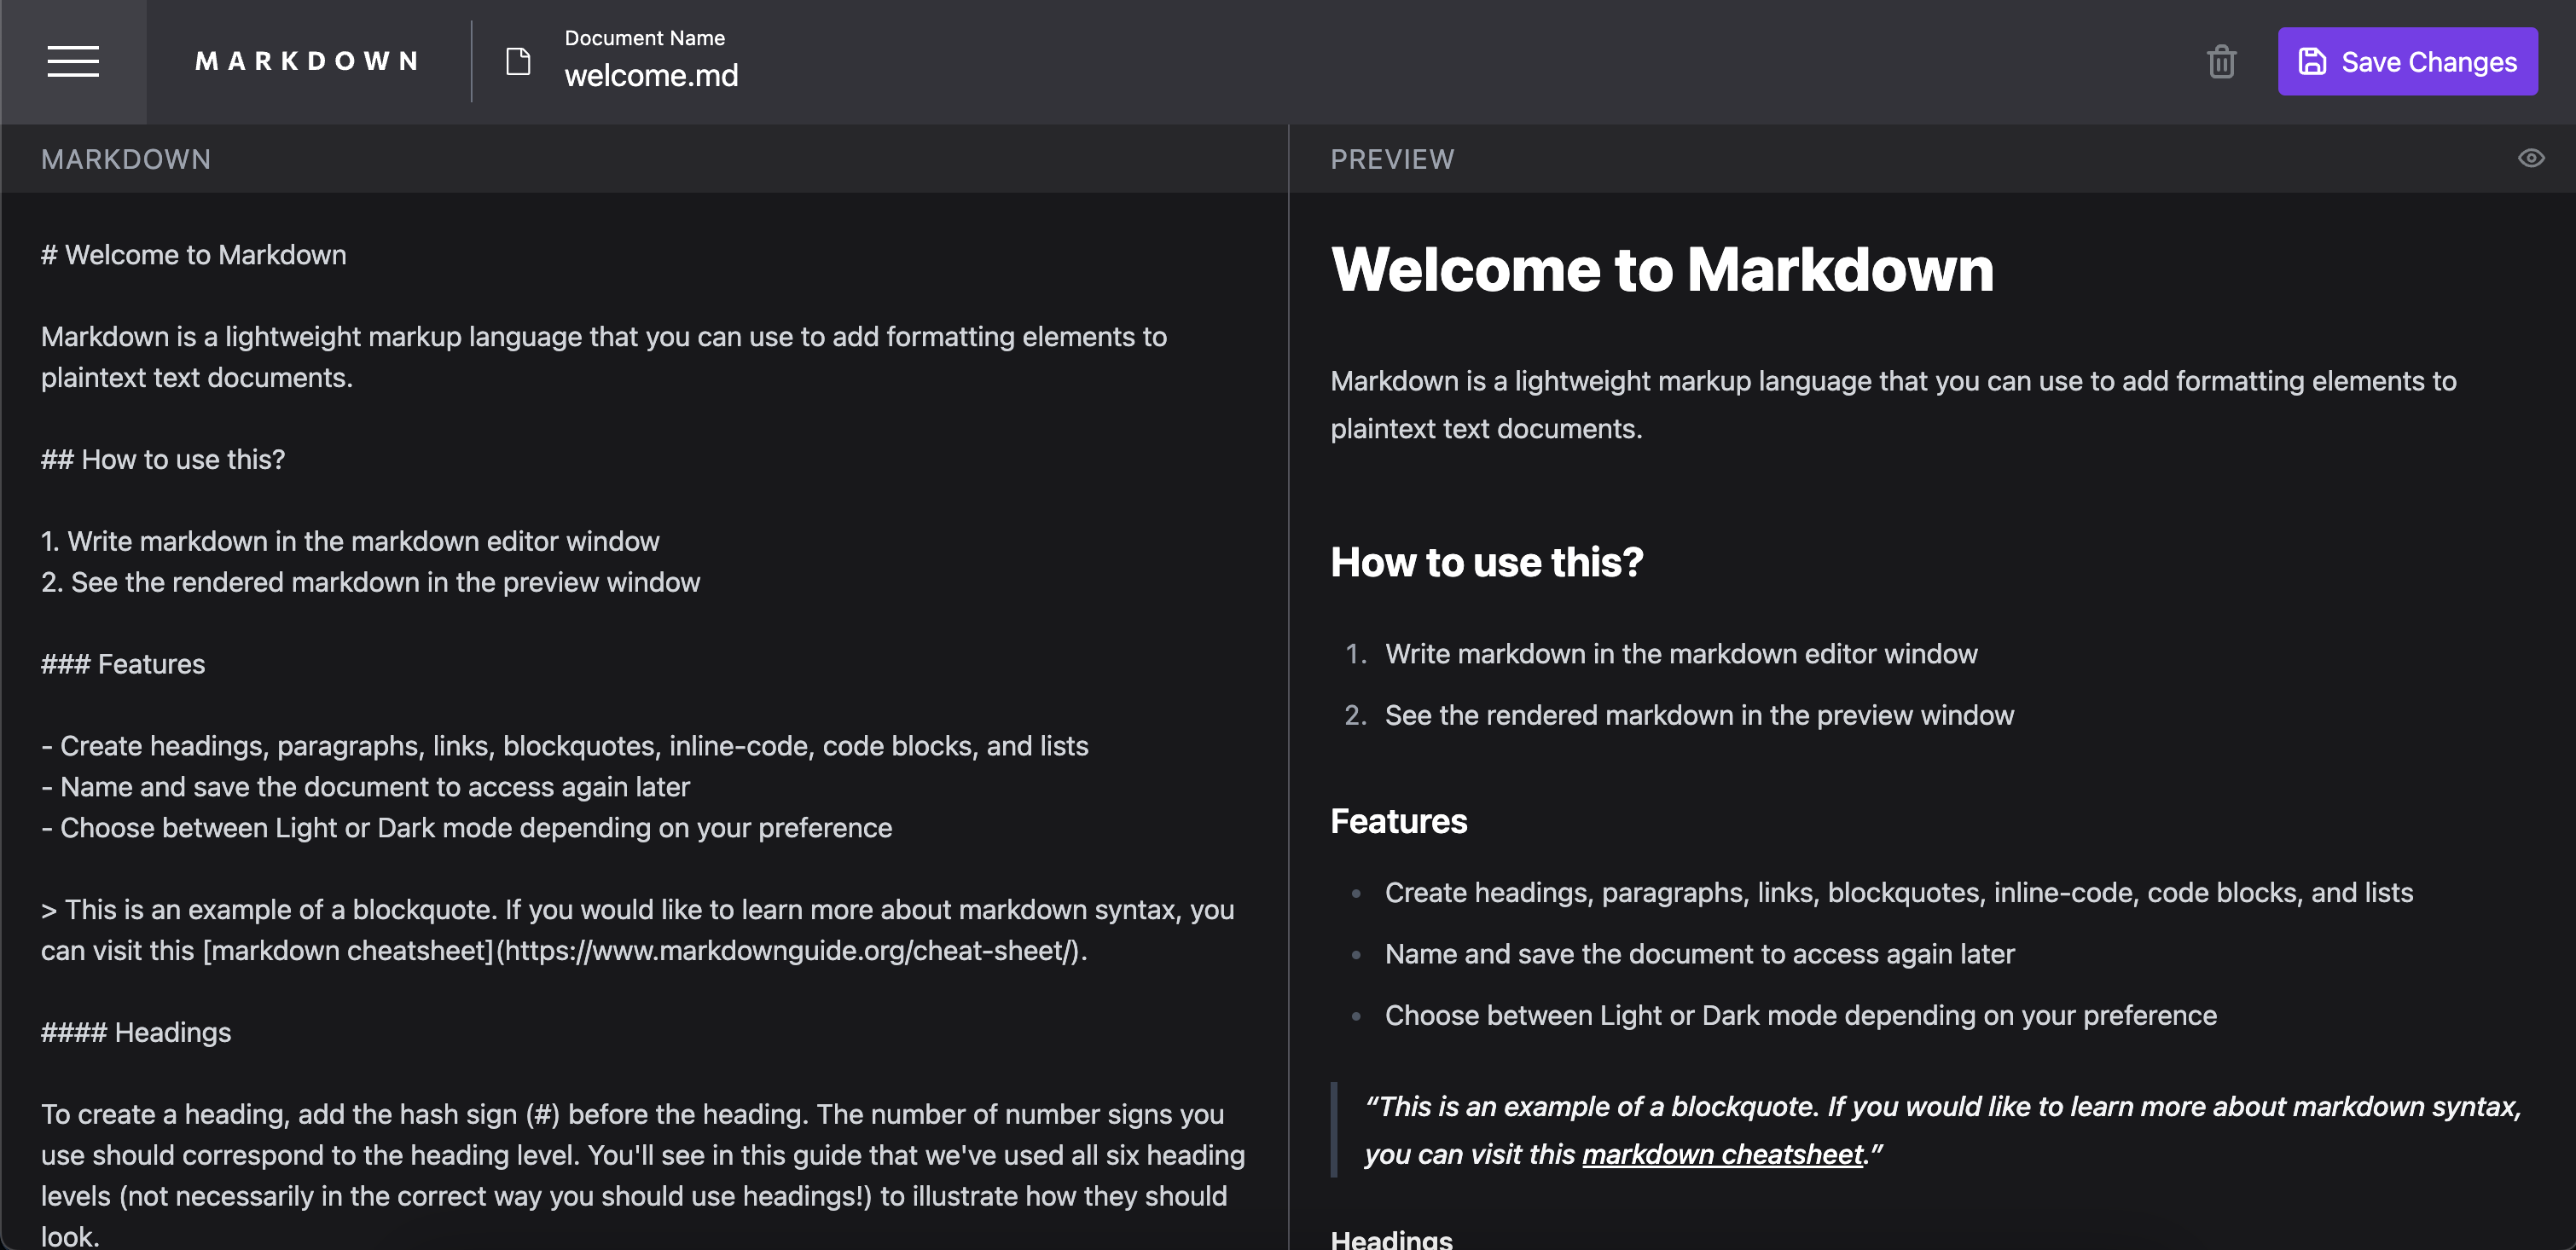 MARKDOWN
Document Name
welcome.md
Save Changes
MARKDOWN
# Welcome to Markdown
Markdown is a lightweight markup language that you can use to add formatting elements to
plaintext text documents.
## How to use this?
1. Write markdown in the markdown editor window
2. See the rendered markdown in the preview window
### Features
- Create headings, paragraphs, links, blockquotes, inline-code, code blocks, and lists
- Name and save the document to access again later
- Choose between Light or Dark mode depending on your preference
> This is an example of a blockquote. If you would like to learn more about markdown syntax, you
can visit this [markdown cheatsheet](https://www.markdownguide.org/cheat-sheet/).
#### Headings
To create a heading, add the hash sign (#) before the heading. The number of number signs you
use should correspond to the heading level. You'll see in this guide that we've used all six heading
levels (not necessarily in the correct way you should use headings!) to illustrate how they should
look.
PREVIEW
Welcome to Markdown
Markdown is a lightweight markup language that you can use to add formatting elements to
plaintext text documents.
How to use this?
1. Write markdown in the markdown editor window
2. See the rendered markdown in the preview window
Features
• Create headings, paragraphs, links, blockquotes, inline-code, code blocks, and lists
• Name and save the document to access again later
• Choose between Light or Dark mode depending on your preference
“This is an example of a blockquote. If you would like to learn more about markdown syntax,
you can visit this markdown cheatsheet.”
Headings